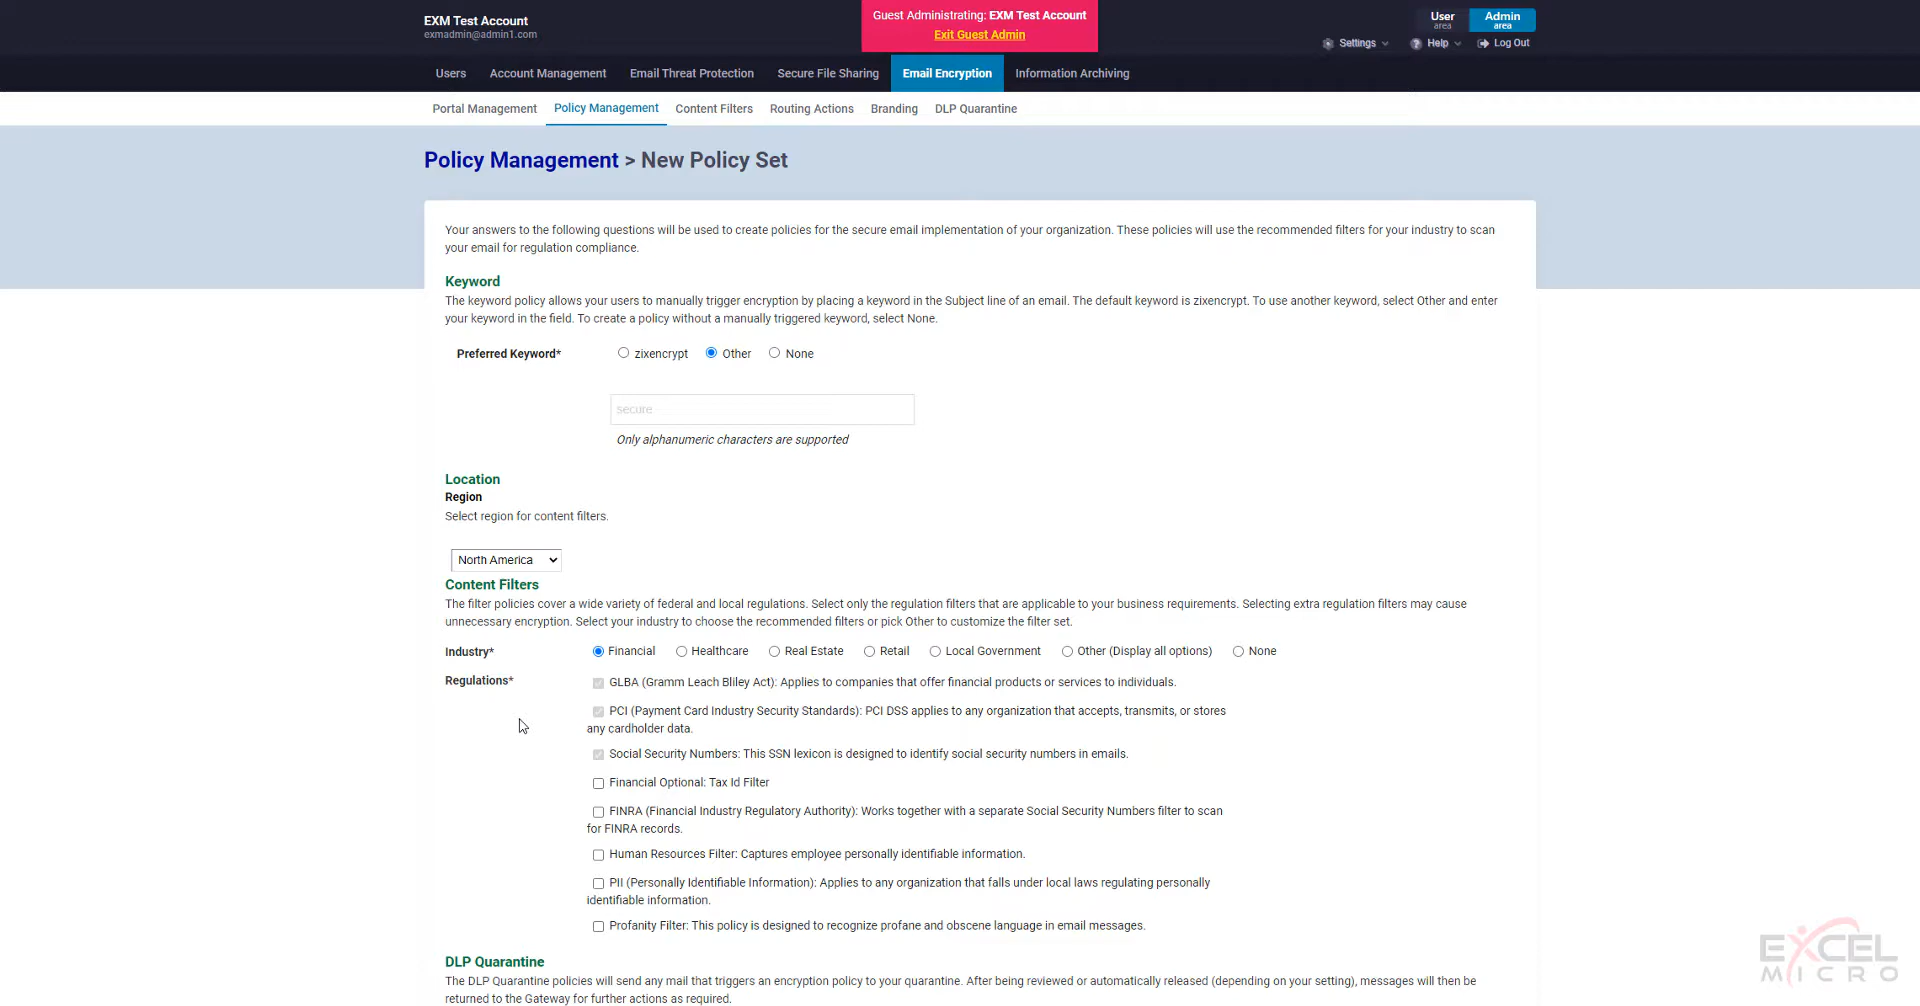 EXM Test Account
exmadmin@admin1.com
Guest Administrating: EXM Test Account
Exit Guest Admin
User
area
Admin
area
Settings
Help
Log Out
Users
Account Management
Email Threat Protection
Secure File Sharing
Email Encryption
Information Archiving
Portal Management
Policy Management
Content Filters
Routing Actions
Branding
DLP Quarantine
Policy Management > New Policy Set
Your answers to the following questions will be used to create policies for the secure email implementation of your organization. These policies will use the recommended filters for your industry to scan
your email for regulation compliance.
Keyword
The keyword policy allows your users to manually trigger encryption by placing a keyword in the Subject line of an email. The default keyword is zixencrypt. To use another keyword, select Other and enter
your keyword in the field. To create a policy without a manually triggered keyword, select None.
Preferred Keyword*
zixencrypt
Other
None
secure
Only alphanumeric characters are supported
Location
Region
Select region for content filters.
North America
Content Filters
The filter policies cover a wide variety of federal and local regulations. Select only the regulation filters that are applicable to your business requirements. Selecting extra regulation filters may cause
unnecessary encryption. Select your industry to choose the recommended filters or pick Other to customize the filter set.
Industry*
Financial
Healthcare
Real Estate
Retail
Local Government
Other (Display all options)
None
Regulations*
GLBA (Gramm Leach Bliley Act): Applies to companies that offer financial products or services to individuals.
PCI (Payment Card Industry Security Standards): PCI DSS applies to any organization that accepts, transmits, or stores
any cardholder data.
Social Security Numbers: This SSN lexicon is designed to identify social security numbers in emails.
Financial Optional: Tax Id Filter
FINRA (Financial Industry Regulatory Authority): Works together with a separate Social Security Numbers filter to scan
for FINRA records.
Human Resources Filter: Captures employee personally identifiable information.
PII (Personally Identifiable Information): Applies to any organization that falls under local laws regulating personally
identifiable information.
Profanity Filter: This policy is designed to recognize profane and obscene language in email messages.
DLP Quarantine
The DLP Quarantine policies will send any mail that triggers an encryption policy to your quarantine. After being reviewed or automatically released (depending on your setting), messages will then be
returned to the Gateway for further actions as required.
EXCEL
MICRO